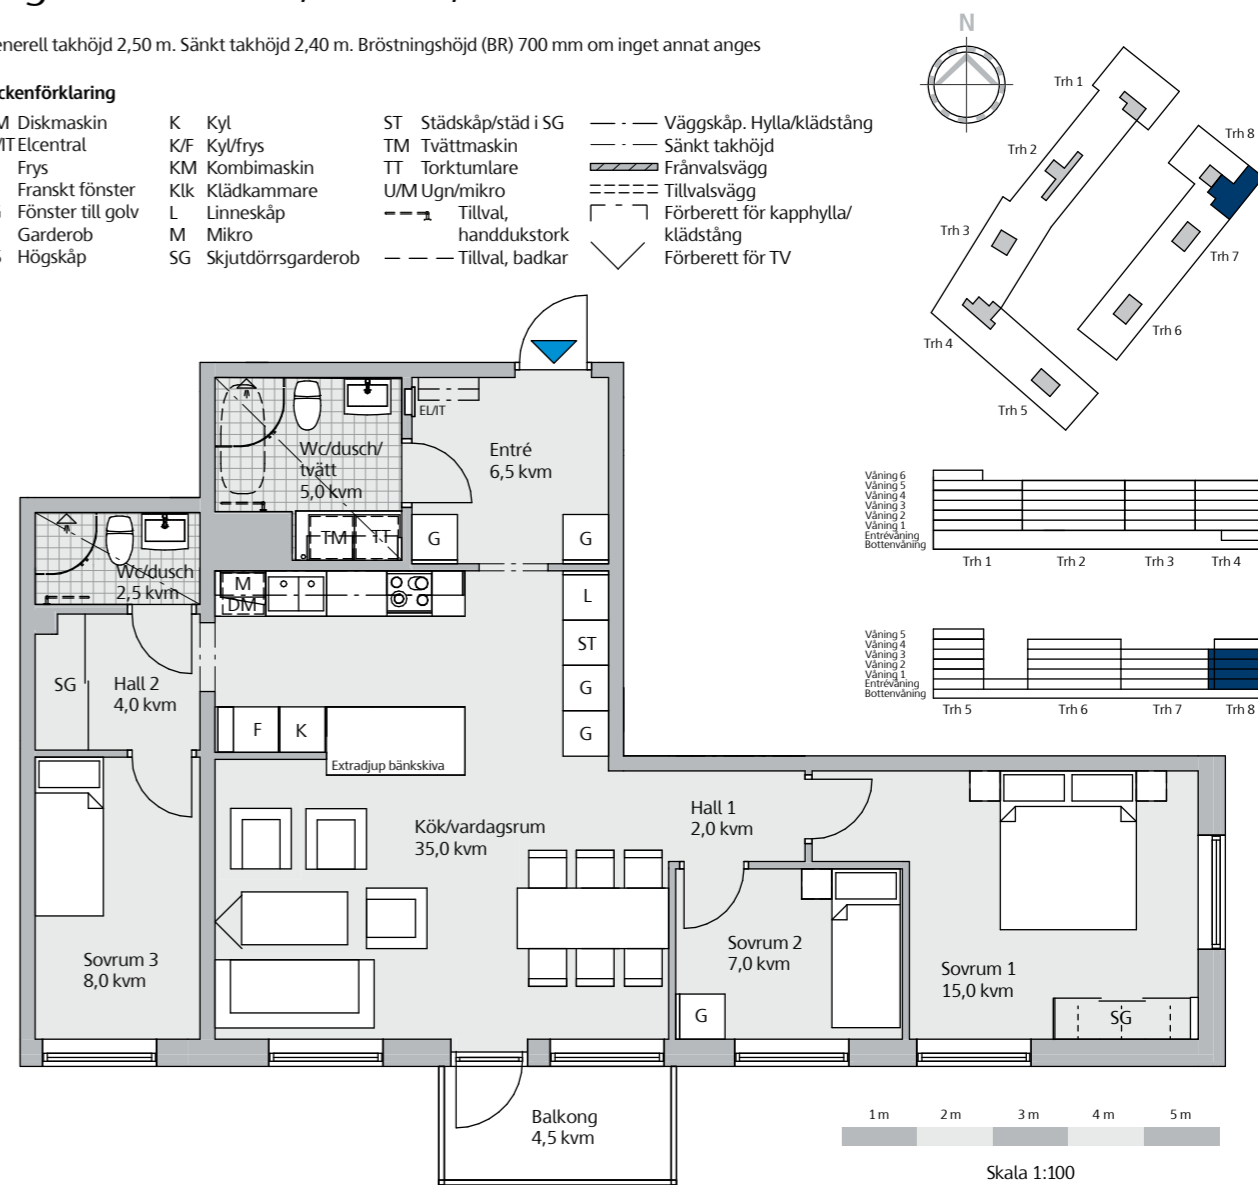 enerell takhöjd 2,50 m. Sänkt takhöjd 2,40 m. Bröstningshöjd (BR) 700 mm om inget annat anges
ckenförklaring
M Diskmaskin
/IT Elcentral
Frys
Franskt fönster
Fönster till golv
Garderob
Högskåp
K Kyl
K/F Kyl/frys
KM Kombimaskin
Klk Klädkammare
L Linneskåp
M Mikro
SG Skjutdörrsgarderob
ST Städskåp/städ i SG
TM Tvättmaskin
TT Torktumlare
U/M Ugn/mikro
Tillval,
handdukstork
Tillval, badkar
Väggskåp. Hylla/klädstång
Sänkt takhöjd
Frånvalsvägg
Tillvalsvägg
Förberett för kapphylla/
klädstång
Förberett för TV
N
Trh 1
Trh 2
Trh 3
Trh 4
Trh 5
Trh 8
Trh 7
Trh 6
Våning 6
Våning 5
Våning 4
Våning 3
Våning 2
Våning 1
Entrévåning
Bottenvåning
Trh 1 Trh 2 Trh 3 Trh 4
Våning 5
Våning 4
Våning 3
Våning 2
Våning 1
Entrévåning
Bottenvåning
Trh 5 Trh 6 Trh 7 Trh 8
EL/IT
Wc/dusch/
tvätt
5,0 kvm
Entré
6,5 kvm
TM
TT
G
G
Wc/dusch
2,5 kvm
M
DM
L
ST
G
G
SG
Hall 2
4,0 kvm
F
K
Extradjup bänkskiva
Kök/vardagsrum
35,0 kvm
Hall 1
2,0 kvm
Sovrum 3
8,0 kvm
Sovrum 2
7,0 kvm
G
Sovrum 1
15,0 kvm
SG
Balkong
4,5 kvm
1 m 2 m 3 m 4 m 5 m
Skala 1:100